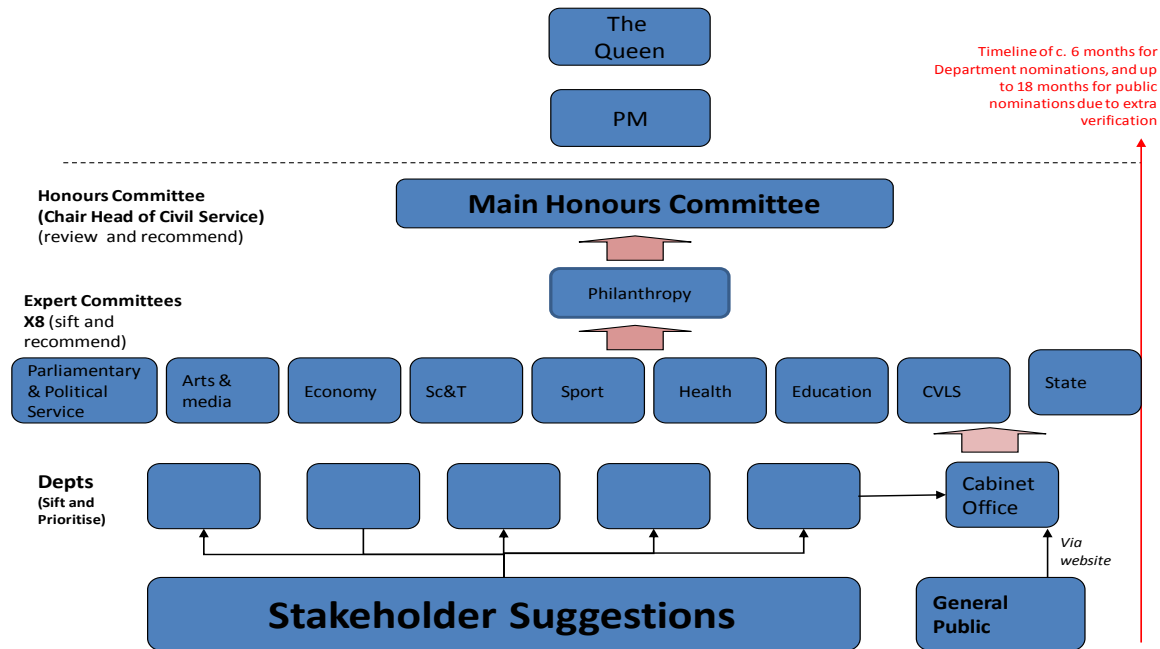 The
Queen
Timeline of c. 6 months for
Department nominations, and up
to 18 months for public
nominations due to extra
verification
PM
Honours Committee
(Chair Head of Civil Service)
(review and recommend)
Main Honours Committee
Philanthropy
Expert Committees
X8 (sift and
recommend)
Parliamentary
& Political
Service
Arts &
media
Economy
Sc&T
Sport
Health
Education
CVLS
State
Depts
(Sift and
Prioritise)
Cabinet
Office
Via
website
Stakeholder Suggestions
General
Public